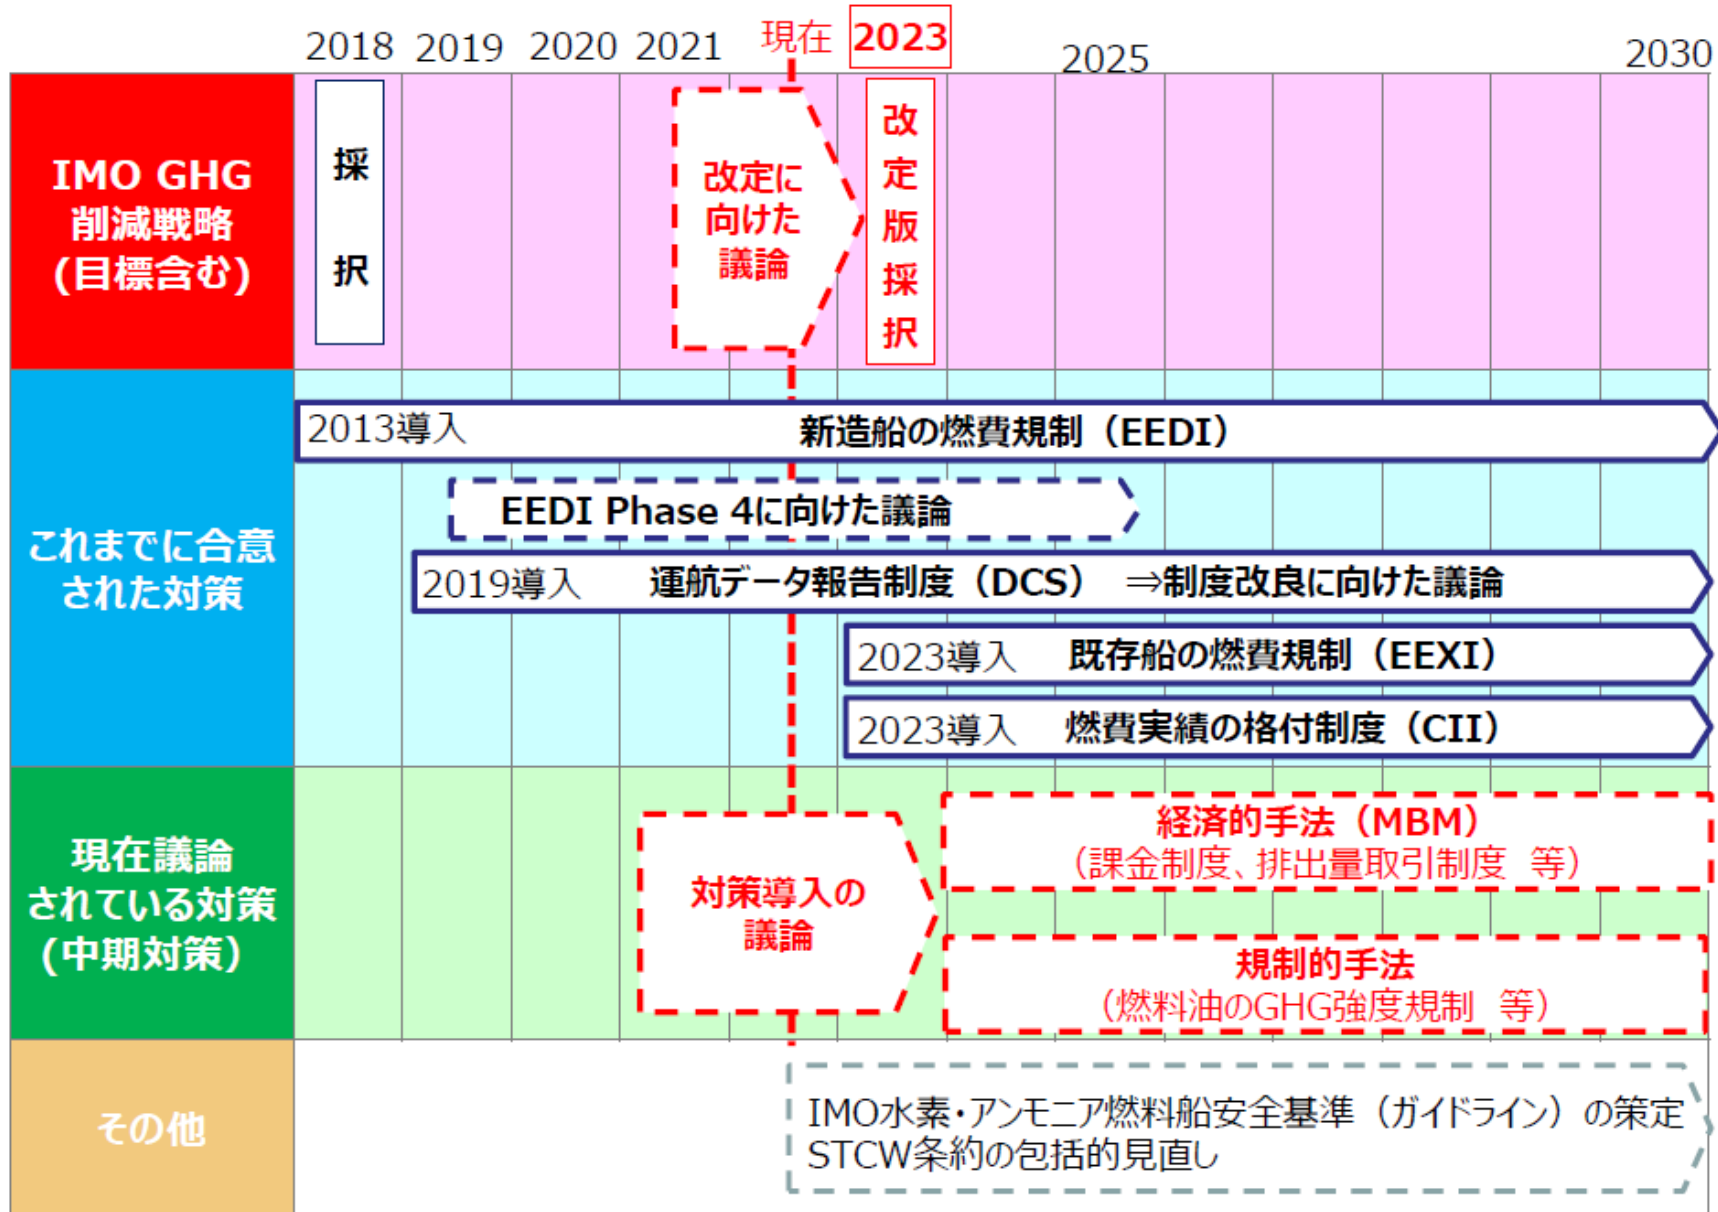 2018 2019 2020 2021 現在 2023 2025 2030
IMO GHG
削減戦略
(目標含む)
採択
改定に
向けた
議論
改定版採択
これまでに合意
された対策
2013導入 新造船の燃費規制（EEDI）
EEDI Phase 4に向けた議論
2019導入 運航データ報告制度（DCS） ⇒制度改良に向けた議論
2023導入 既存船の燃費規制（EEXI）
2023導入 燃費実績の格付制度（CII）
現在議論
されている対策
(中期対策）
対策導入の
議論
経済的手法（MBM）
（課金制度、排出量取引制度 等）
規制的手法
（燃料油のGHG強度規制 等）
その他
IMO水素・アンモニア燃料船安全基準（ガイドライン）の策定
STCW条約の包括的見直し